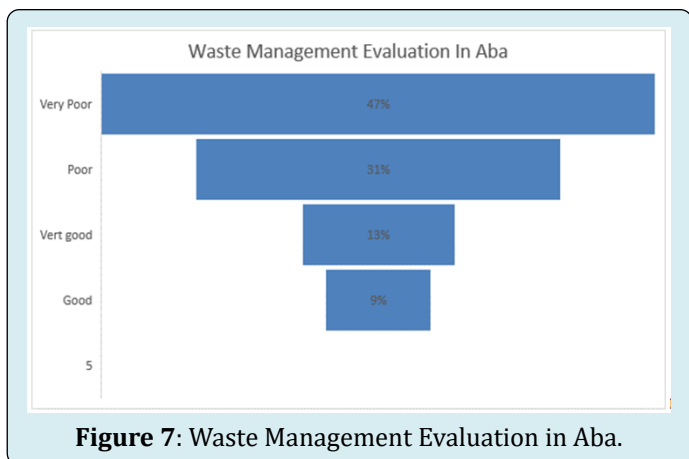 Waste Management Evaluation In Aba
Very Poor
47%
Poor
31%
Vert good
13%
Good
9%
5
Figure 7: Waste Management Evaluation in Aba.